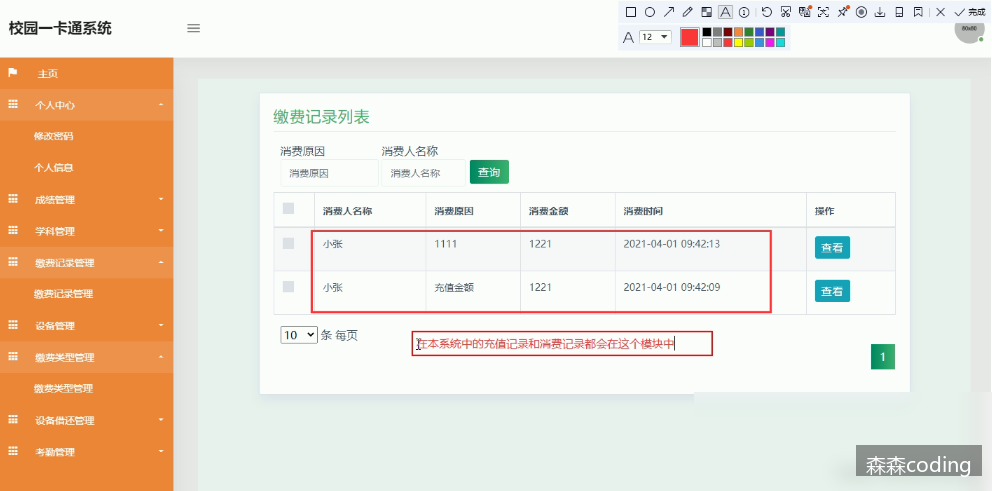 校园一卡通系统
12
完成
60x60
主页
个人中心
修改密码
个人信息
成绩管理
学科管理
缴费记录管理
缴费记录管理
设备管理
缴费类型管理
缴费类型管理
设备借还管理
考勤管理
缴费记录列表
消费原因 消费人名称
消费原因 消费人名称 查询
消费人名称 消费原因 消费金额 消费时间 操作
小张 1111 1221 2021-04-01 09:42:13 查看
小张 充值金额 1221 2021-04-01 09:42:09 查看
10 条 每页
在本系统中的充值记录和消费记录都会在这个模块中
1
森森coding